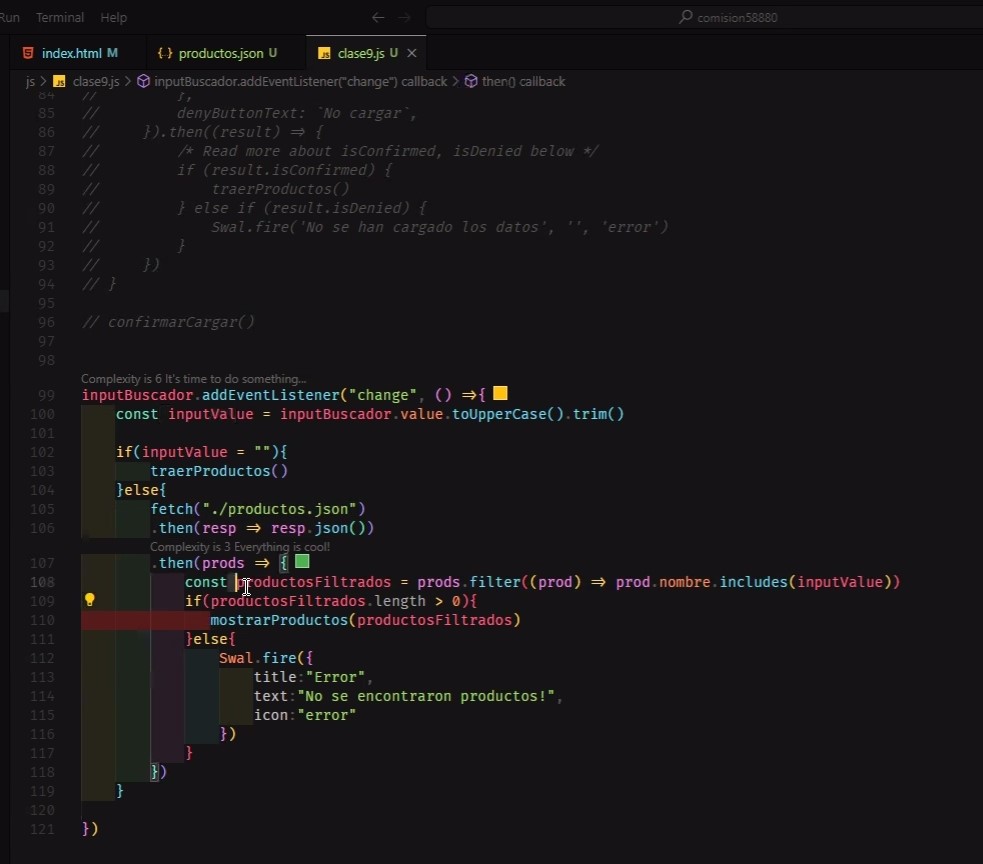 Run Terminal Help ← → comision58880
index.html M {} productos.json U JS clase9.js U ×
js > JS clase9.js > inputBuscador.addEventListener("change") callback > then() callback
84 // },
85 // denyButtonText: `No cargar`,
86 // }).then((result) => {
87 // /* Read more about isConfirmed, isDenied below */
88 // if (result.isConfirmed) {
89 // traerProductos()
90 // } else if (result.isDenied) {
91 // Swal.fire('No se han cargado los datos', '', 'error')
92 // }
93 // })
94 // }
95
96 // confirmarCargar()
97
98
Complexity is 6 It's time to do something...
99 inputBuscador.addEventListener("change", () =>{
100 const inputValue = inputBuscador.value.toUpperCase().trim()
101
102 if(inputValue = ""){
103 traerProductos()
104 }else{
105 fetch("./productos.json")
106 .then(resp => resp.json())
Complexity is 3 Everything is cool!
107 .then(prods => {
108 const productosFiltrados = prods.filter((prod) => prod.nombre.includes(inputValue))
109 if(productosFiltrados.length > 0){
110 mostrarProductos(productosFiltrados)
111 }else{
112 Swal.fire({
113 title:"Error",
114 text:"No se encontraron productos!",
115 icon:"error"
116 })
117 }
118 })
119 }
120
121 })